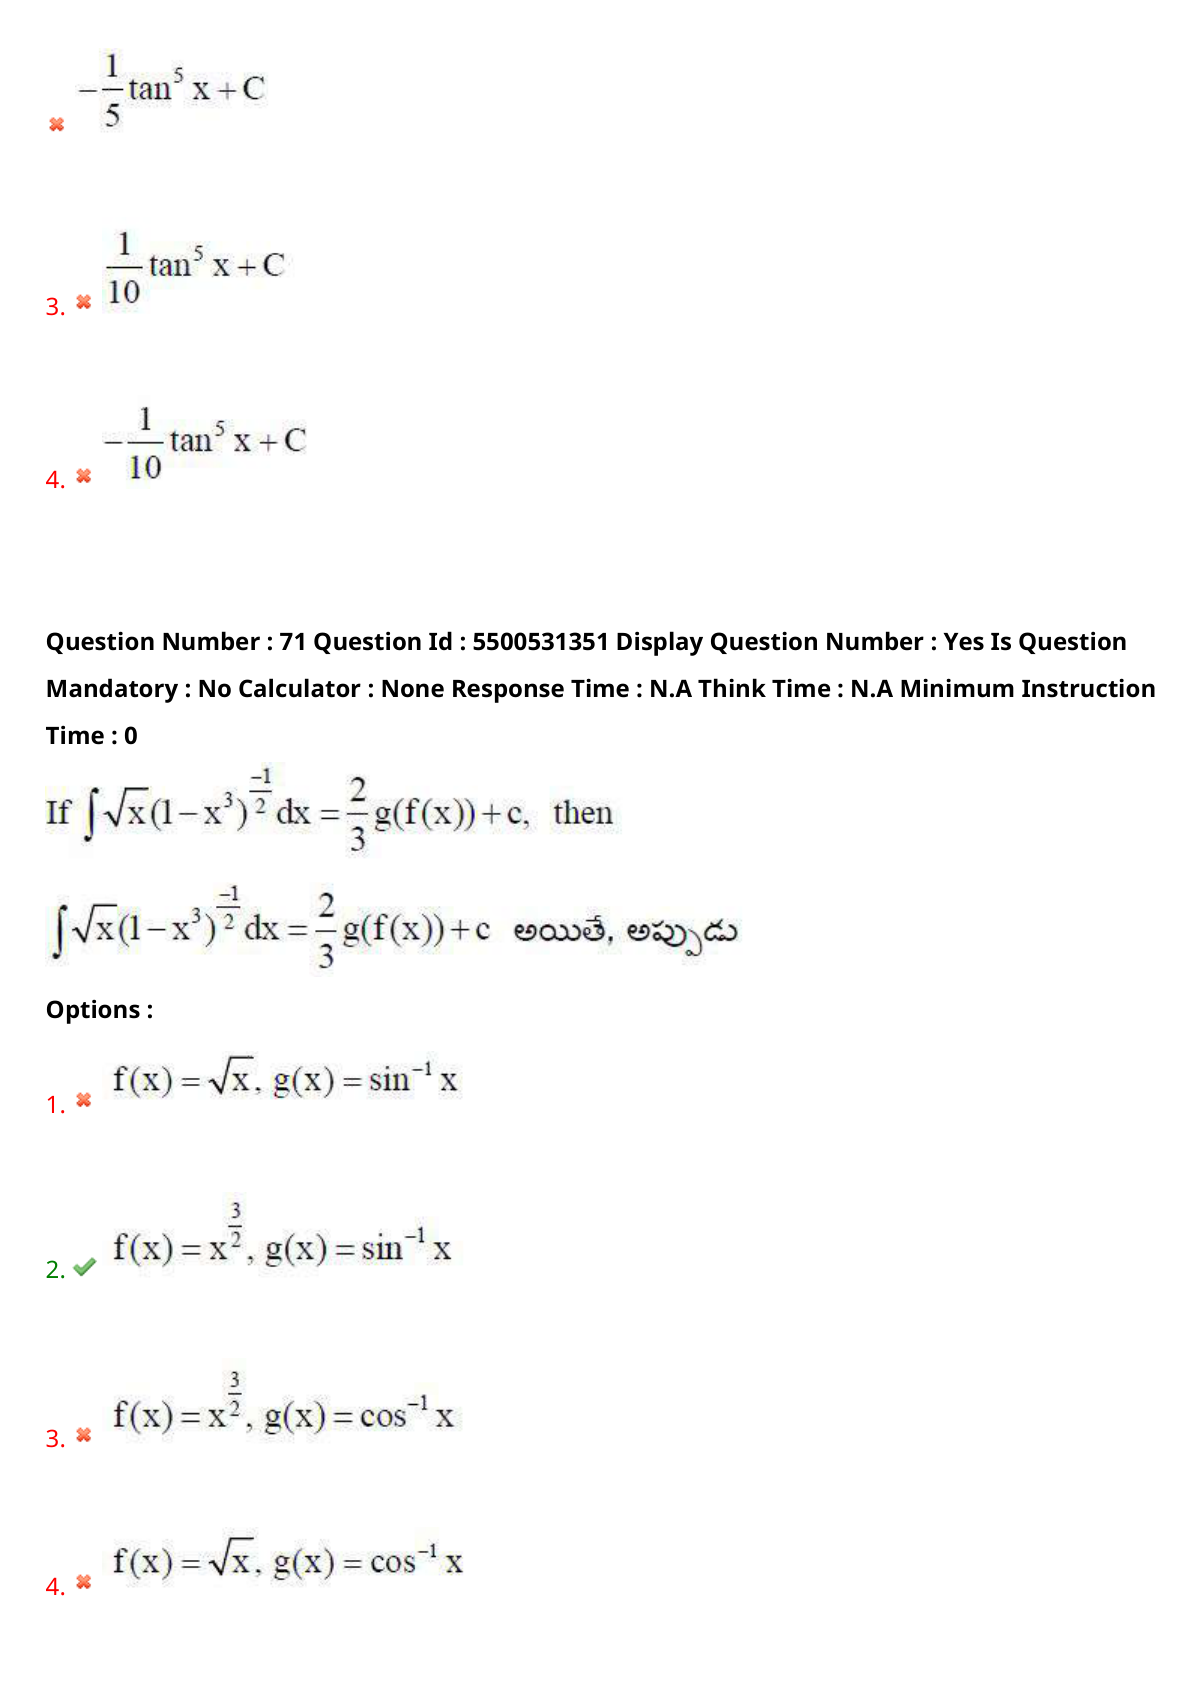 $-\frac{1}{5}\tan^5 x + C$
3. $\frac{1}{10}\tan^5 x + C$
4. $-\frac{1}{10}\tan^5 x + C$
Question Number : 71 Question Id : 5500531351 Display Question Number : Yes Is Question
Mandatory : No Calculator : None Response Time : N.A Think Time : N.A Minimum Instruction
Time : 0
If $\int \sqrt{x}(1-x^3)^{\frac{-1}{2}} dx = \frac{2}{3} g(f(x)) + c,$ then
$\int \sqrt{x}(1-x^3)^{\frac{-1}{2}} dx = \frac{2}{3} g(f(x)) + c$ అయితే, అప్పుడు
Options :
1. $f(x) = \sqrt{x}, g(x) = \sin^{-1} x$
2. $f(x) = x^{\frac{3}{2}}, g(x) = \sin^{-1} x$
3. $f(x) = x^{\frac{3}{2}}, g(x) = \cos^{-1} x$
4. $f(x) = \sqrt{x}, g(x) = \cos^{-1} x$